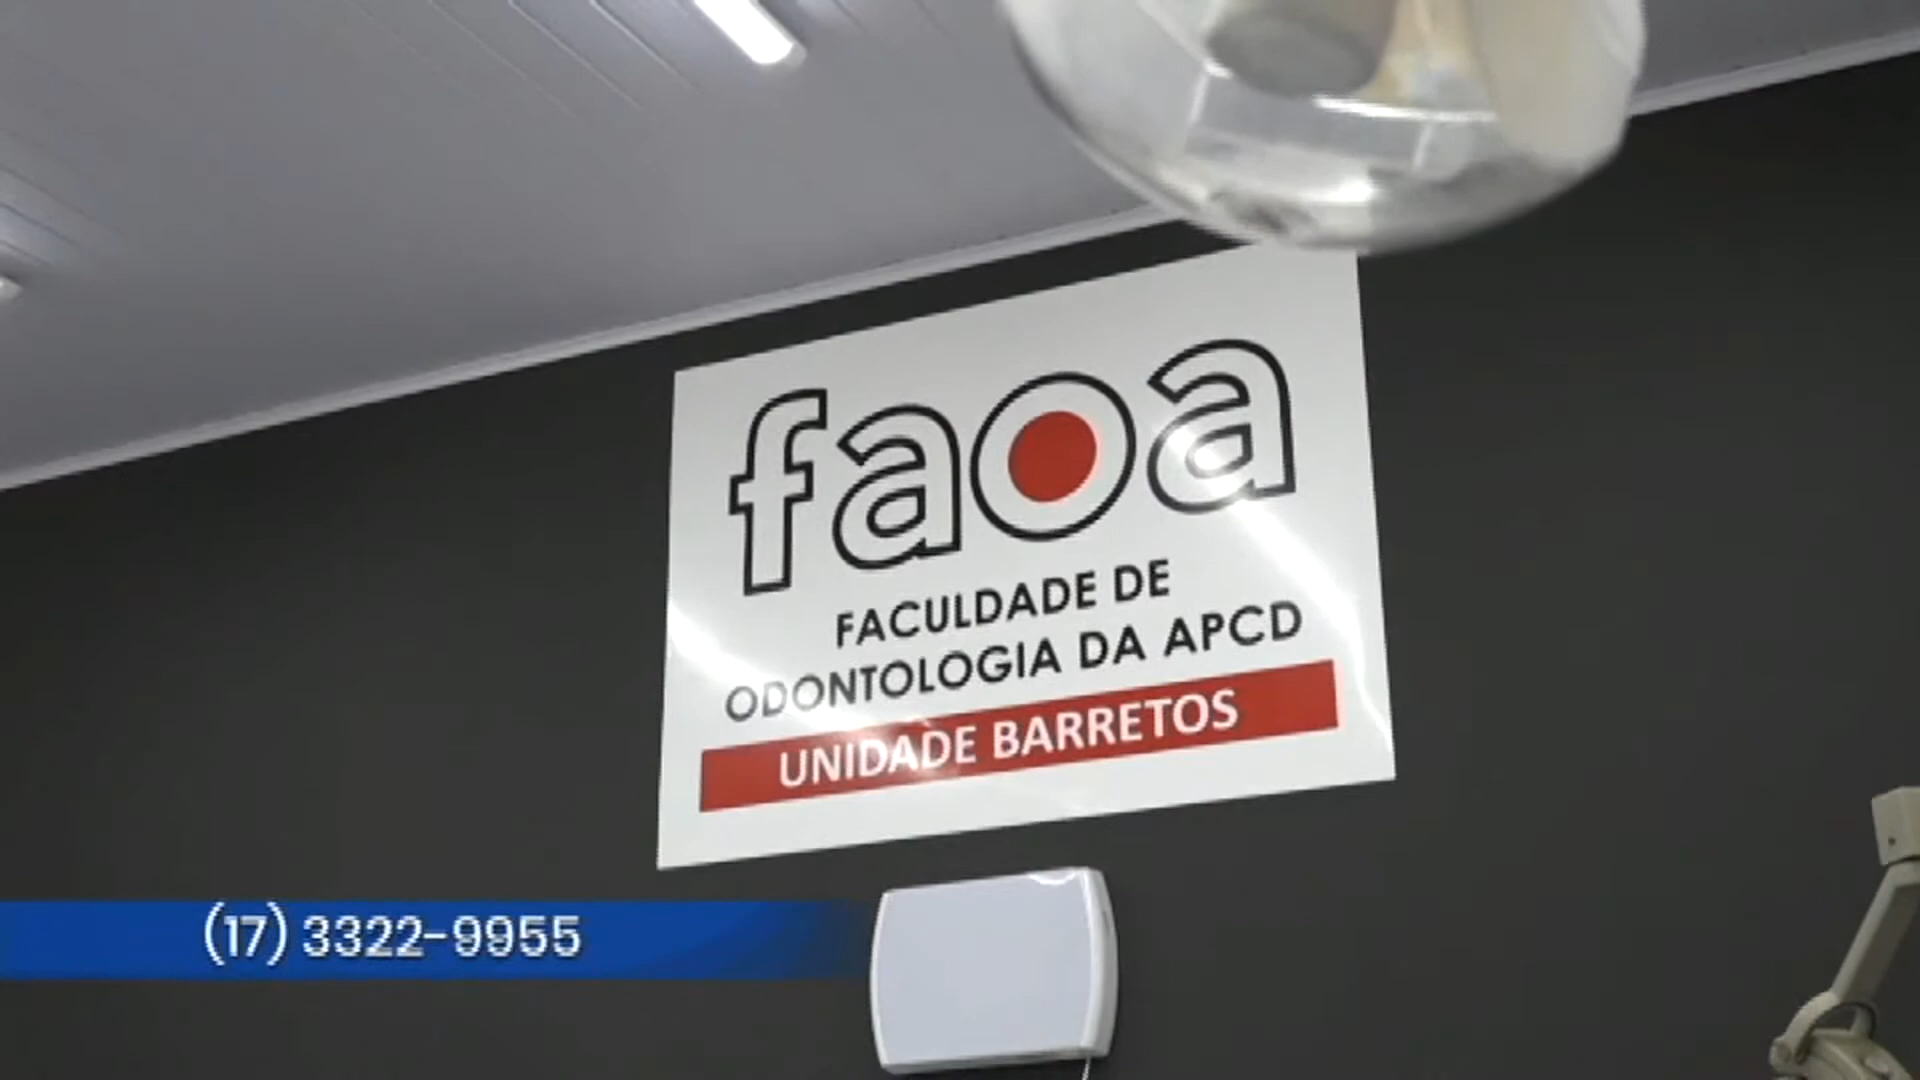 faoa
FACULDADE DE
ODONTOLOGIA DA APCD
UNIDADE BARRETOS
(17) 3322-9955